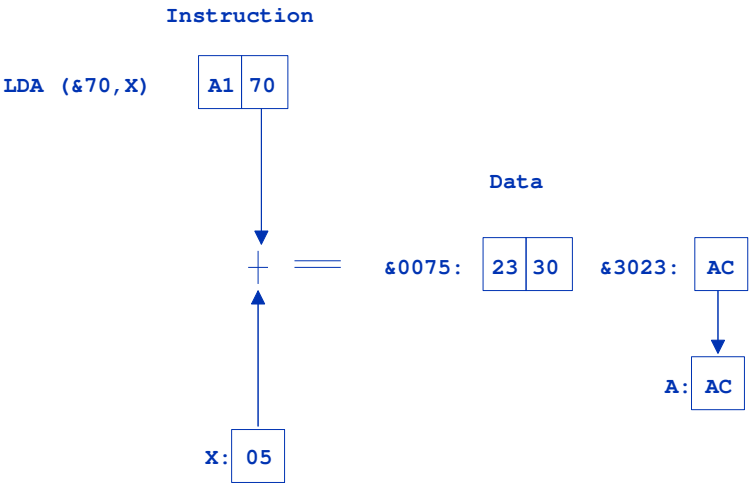 Instruction
LDA (&70,X) A1 70
Data
+ = &0075: 23 30 &3023: AC
A: AC
X: 05